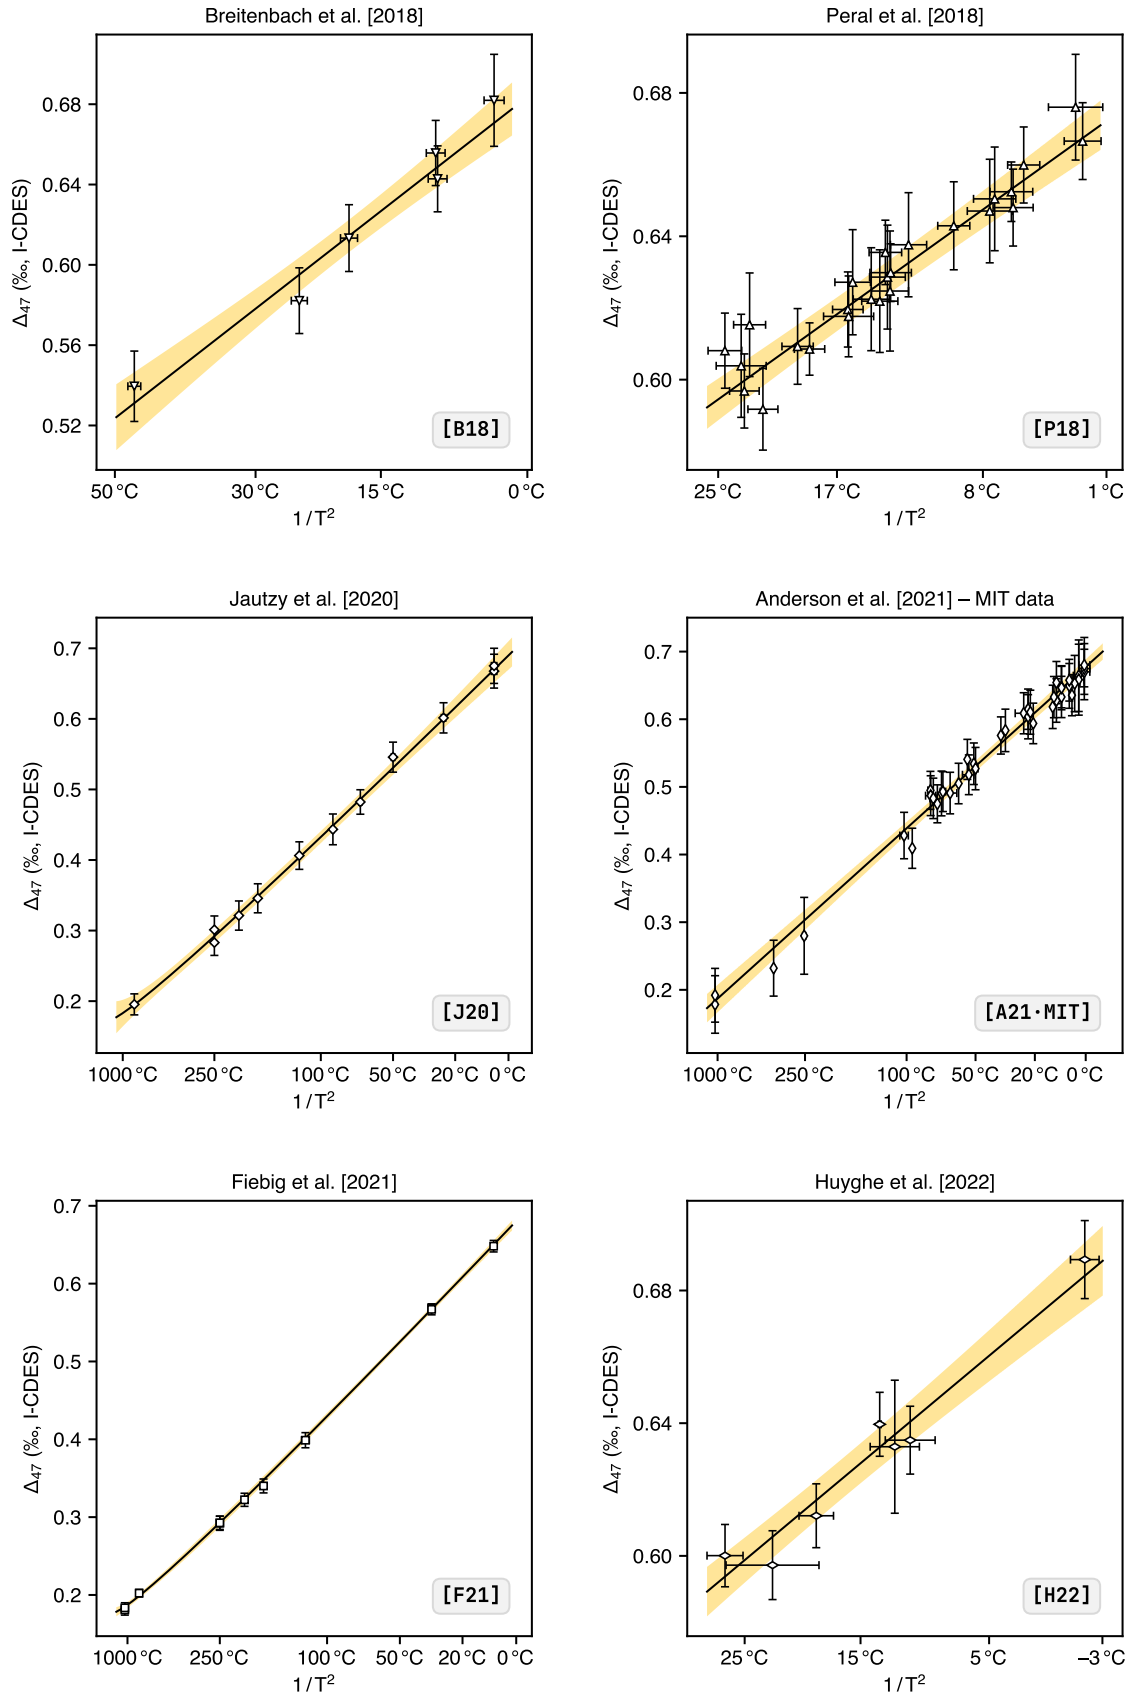 Breitenbach et al. [2018]
Δ47 (‰, I-CDES)
0.68
0.64
0.60
0.56
0.52
[B18]
50 °C 30 °C 15 °C 0 °C
1 / T²
Peral et al. [2018]
Δ47 (‰, I-CDES)
0.68
0.64
0.60
[P18]
25 °C 17 °C 8 °C 1 °C
1 / T²
Jautzy et al. [2020]
Δ47 (‰, I-CDES)
0.7
0.6
0.5
0.4
0.3
0.2
[J20]
1000 °C 250 °C 100 °C 50 °C 20 °C 0 °C
1 / T²
Anderson et al. [2021] – MIT data
Δ47 (‰, I-CDES)
0.7
0.6
0.5
0.4
0.3
0.2
[A21·MIT]
1000 °C 250 °C 100 °C 50 °C 20 °C 0 °C
1 / T²
Fiebig et al. [2021]
Δ47 (‰, I-CDES)
0.7
0.6
0.5
0.4
0.3
0.2
[F21]
1000 °C 250 °C 100 °C 50 °C 20 °C 0 °C
1 / T²
Huyghe et al. [2022]
Δ47 (‰, I-CDES)
0.68
0.64
0.60
[H22]
25 °C 15 °C 5 °C −3 °C
1 / T²